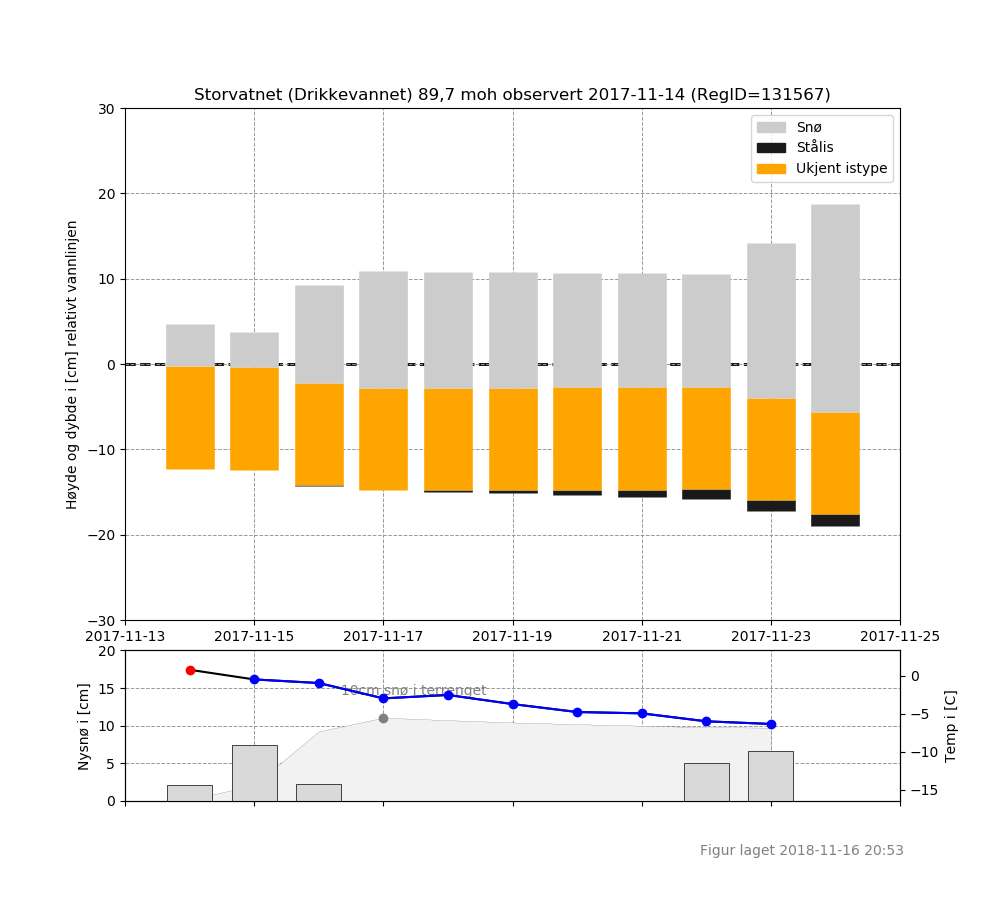 Storvatnet (Drikkevannet) 89,7 moh observert 2017-11-14 (RegID=131567)
Høyde og dybde i [cm] relativt vannlinjen
30
20
10
0
−10
−20
−30
Snø
Stålis
Ukjent istype
2017-11-13
2017-11-15
2017-11-17
2017-11-19
2017-11-21
2017-11-23
2017-11-25
Nysnø i [cm]
20
15
10
5
0
10cm snø i terrenget
0
−5
−10
−15
Temp i [C]
Figur laget 2018-11-16 20:53